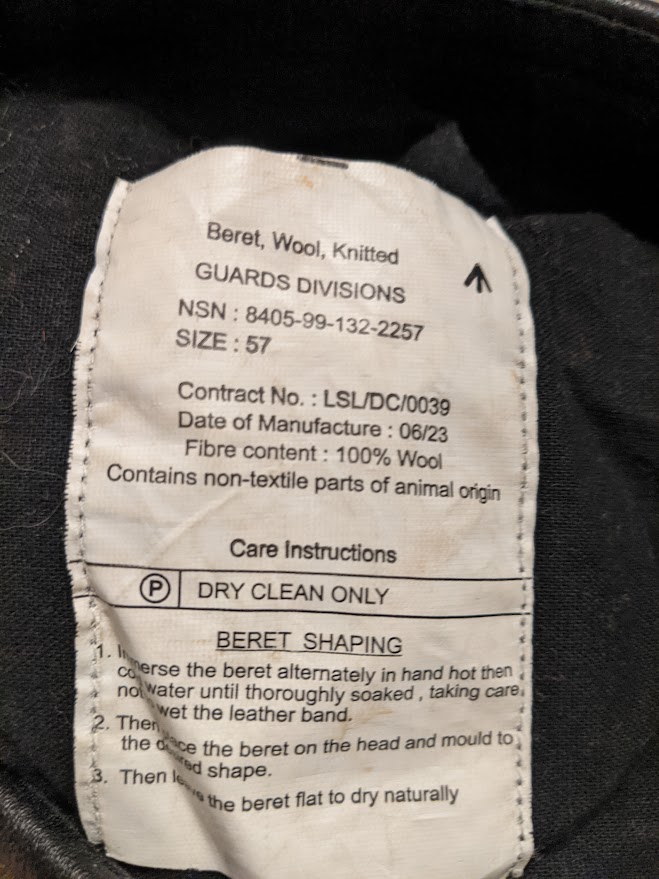 Beret, Wool, Knitted
GUARDS DIVISIONS
NSN : 8405-99-132-2257
SIZE : 57
Contract No. : LSL/DC/0039
Date of Manufacture : 06/23
Fibre content : 100% Wool
Contains non-textile parts of animal origin
Care Instructions
P DRY CLEAN ONLY
BERET SHAPING
1. the beret alternately in hand hot then
water until thoroughly soaked , taking care
not wet the leather band.
2. Then the beret on the head and mould to
the shape.
3. Then the beret flat to dry naturally